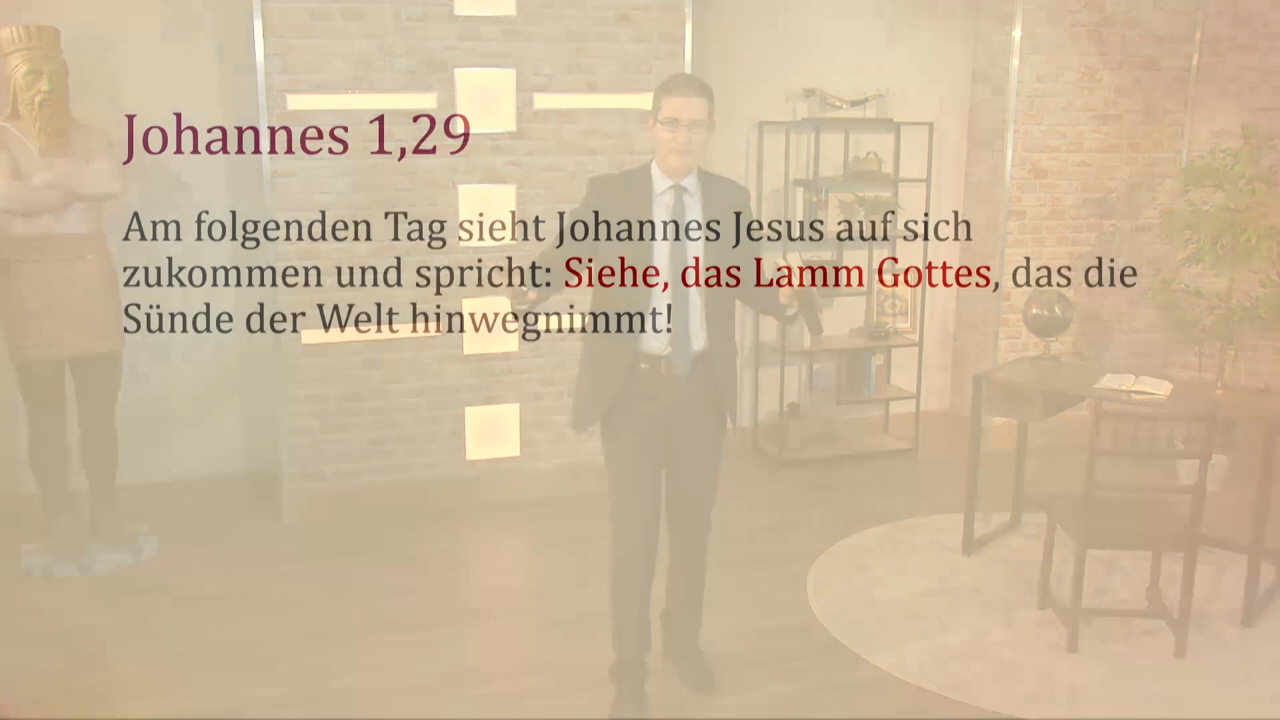 Johannes 1,29
Am folgenden Tag sieht Johannes Jesus auf sich
zukommen und spricht: Siehe, das Lamm Gottes, das die
Sünde der Welt hinwegnimmt!